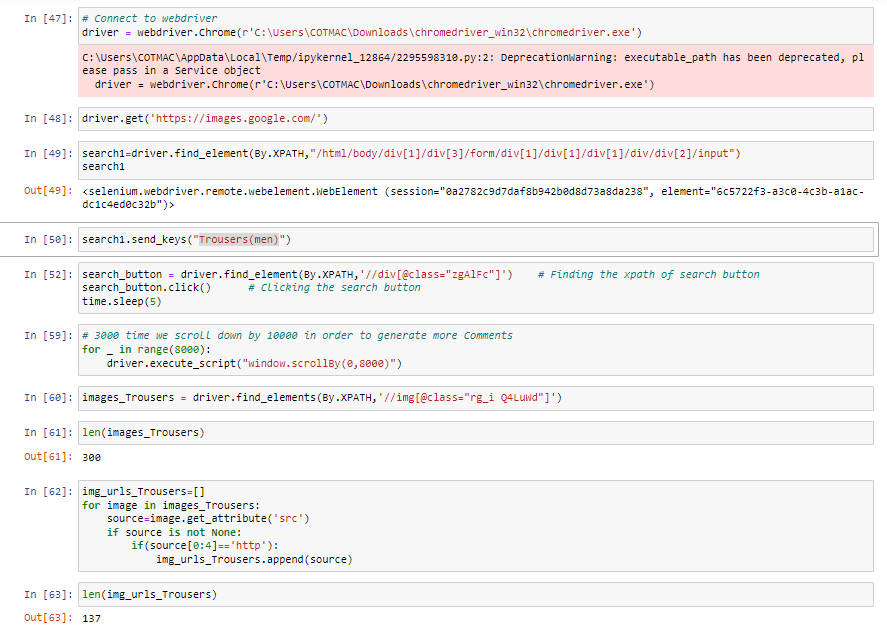 In [47]: # Connect to webdriver
driver = webdriver.Chrome(r'C:\Users\COTMAC\Downloads\chromedriver_win32\chromedriver.exe')
C:\Users\COTMAC\AppData\Local\Temp/ipykernel_12864/2295598310.py:2: DeprecationWarning: executable_path has been deprecated, pl
ease pass in a Service object
  driver = webdriver.Chrome(r'C:\Users\COTMAC\Downloads\chromedriver_win32\chromedriver.exe')
In [48]: driver.get('https://images.google.com/')
In [49]: search1=driver.find_element(By.XPATH,"/html/body/div[1]/div[3]/form/div[1]/div[1]/div[1]/div/div[2]/input")
search1
Out[49]: <selenium.webdriver.remote.webelement.WebElement (session="0a2782c9d7daf8b942b0d8d73a8da238", element="6c5722f3-a3c0-4c3b-a1ac-
dc1c4ed0c32b")>
In [50]: search1.send_keys("Trousers(men)")
In [52]: search_button = driver.find_element(By.XPATH,'//div[@class="zgAlFc"]')    # Finding the xpath of search button
search_button.click()      # Clicking the search button
time.sleep(5)
In [59]: # 3000 time we scroll down by 10000 in order to generate more Comments
for _ in range(8000):
    driver.execute_script("window.scrollBy(0,8000)")
In [60]: images_Trousers = driver.find_elements(By.XPATH,'//img[@class="rg_i Q4LuWd"]')
In [61]: len(images_Trousers)
Out[61]: 300
In [62]: img_urls_Trousers=[]
for image in images_Trousers:
    source=image.get_attribute('src')
    if source is not None:
        if(source[0:4]=='http'):
            img_urls_Trousers.append(source)
In [63]: len(img_urls_Trousers)
Out[63]: 137